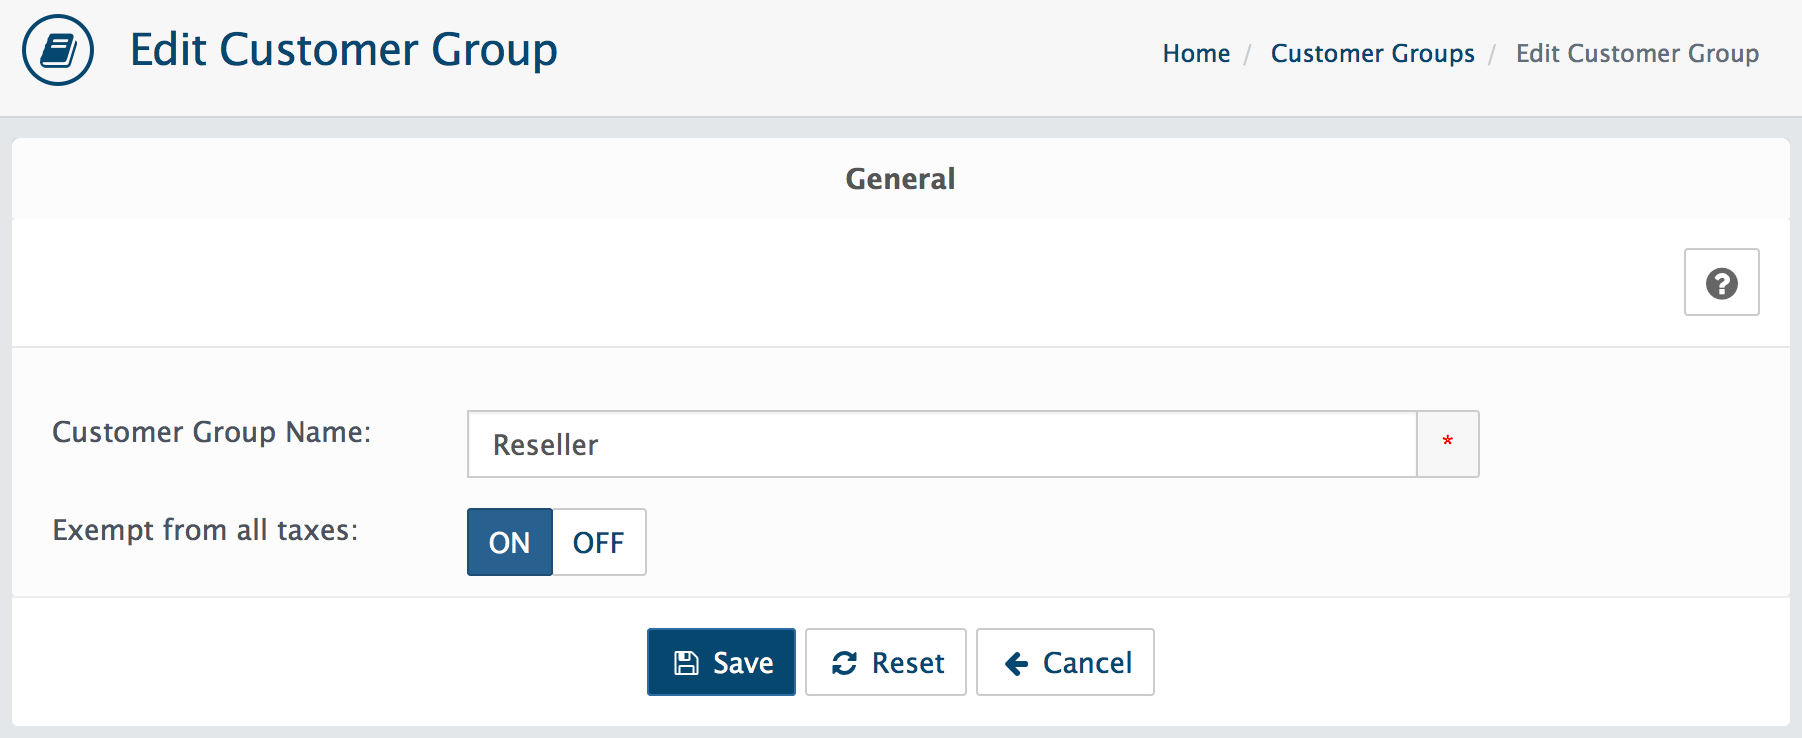 Edit Customer Group
Home / Customer Groups / Edit Customer Group
General
Customer Group Name: Reseller *
Exempt from all taxes: ON OFF
Save Reset Cancel